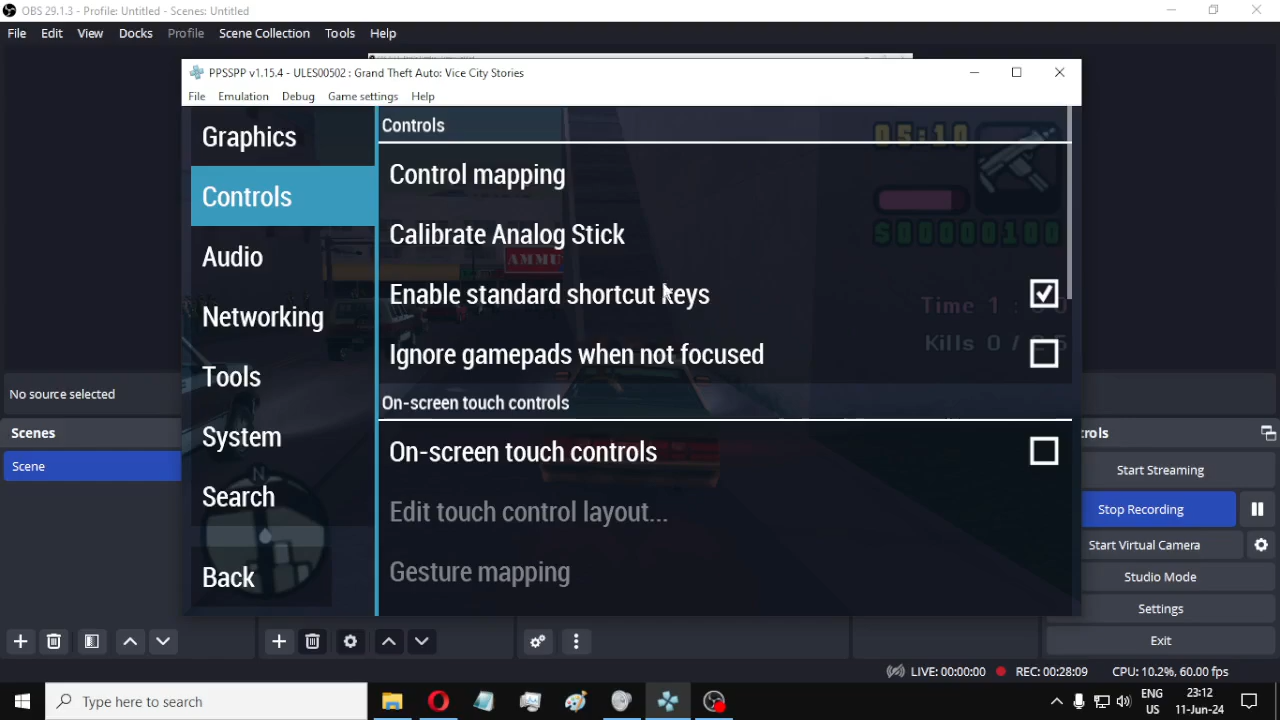 OBS 29.1.3 - Profile: Untitled - Scenes: Untitled
File Edit View Docks Profile Scene Collection Tools Help
PPSSPP v1.15.4 - ULES00502 : Grand Theft Auto: Vice City Stories
File Emulation Debug Game settings Help
Graphics
Controls
Audio
Networking
Tools
System
Search
Back
Controls
Control mapping
Calibrate Analog Stick
Enable standard shortcut keys
Ignore gamepads when not focused
On-screen touch controls
On-screen touch controls
Edit touch control layout...
Gesture mapping
05:10
$00000100
AMMU
Kills 0 /
N
No source selected
Scenes
Scene
rols
Start Streaming
Stop Recording
Start Virtual Camera
Studio Mode
Settings
Exit
LIVE: 00:00:00 REC: 00:28:09 CPU: 10.2%, 60.00 fps
Type here to search
ENG
US
23:12
11-Jun-24